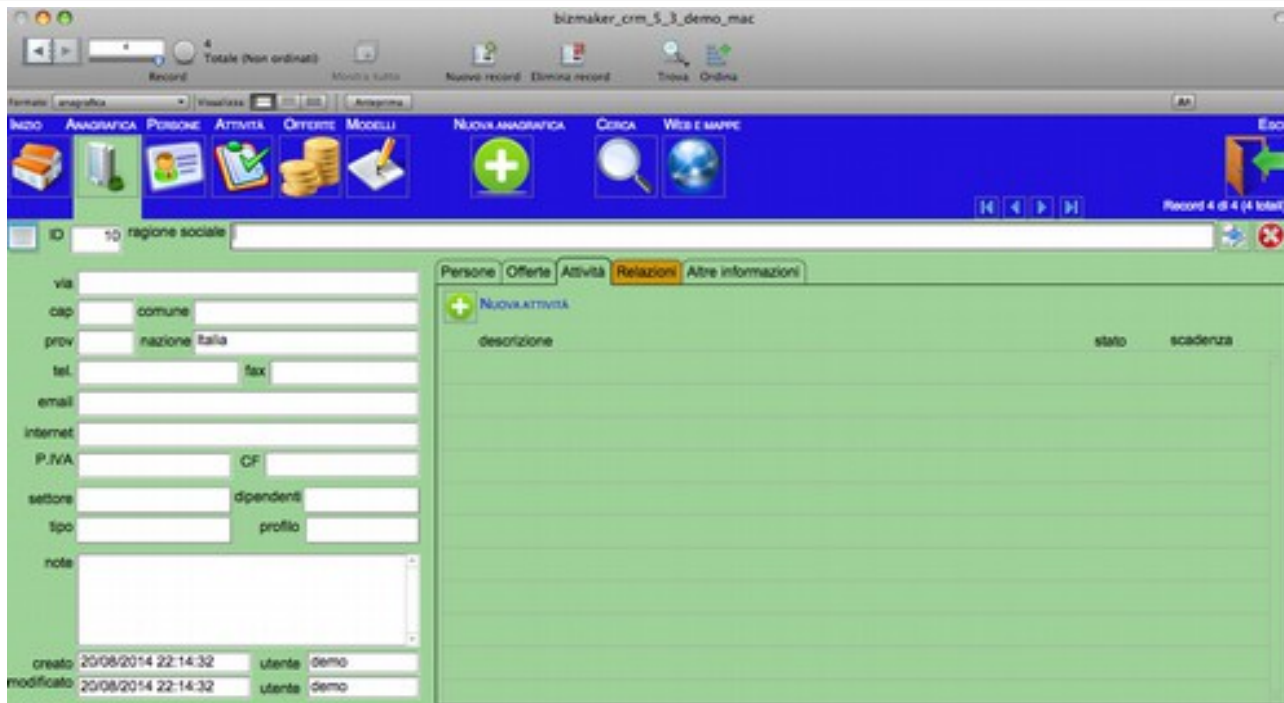 bizmaker_crm_5_3_demo_mac
4
4
Totale (Non ordinati)
Record
Mostra tutto
Nuovo record Elimina record
Trova Ordina
Formato: anagrafica Visualizza: Anteprima
INIZIO ANAGRAFICA PERSONE ATTIVITÀ OFFERTE MODELLI NUOVA ANAGRAFICA CERCA WEB E MAPPE
Record 4 di 4 (4 totali)
ID 10 ragione sociale
Persone Offerte Attività Relazioni Altre informazioni
via
NUOVA ATTIVITÀ
cap comune
prov nazione Italia
descrizione stato scadenza
tel. fax
email
internet
P.IVA CF
settore dipendenti
tipo profilo
note
creato 20/08/2014 22:14:32 utente demo
modificato 20/08/2014 22:14:32 utente demo